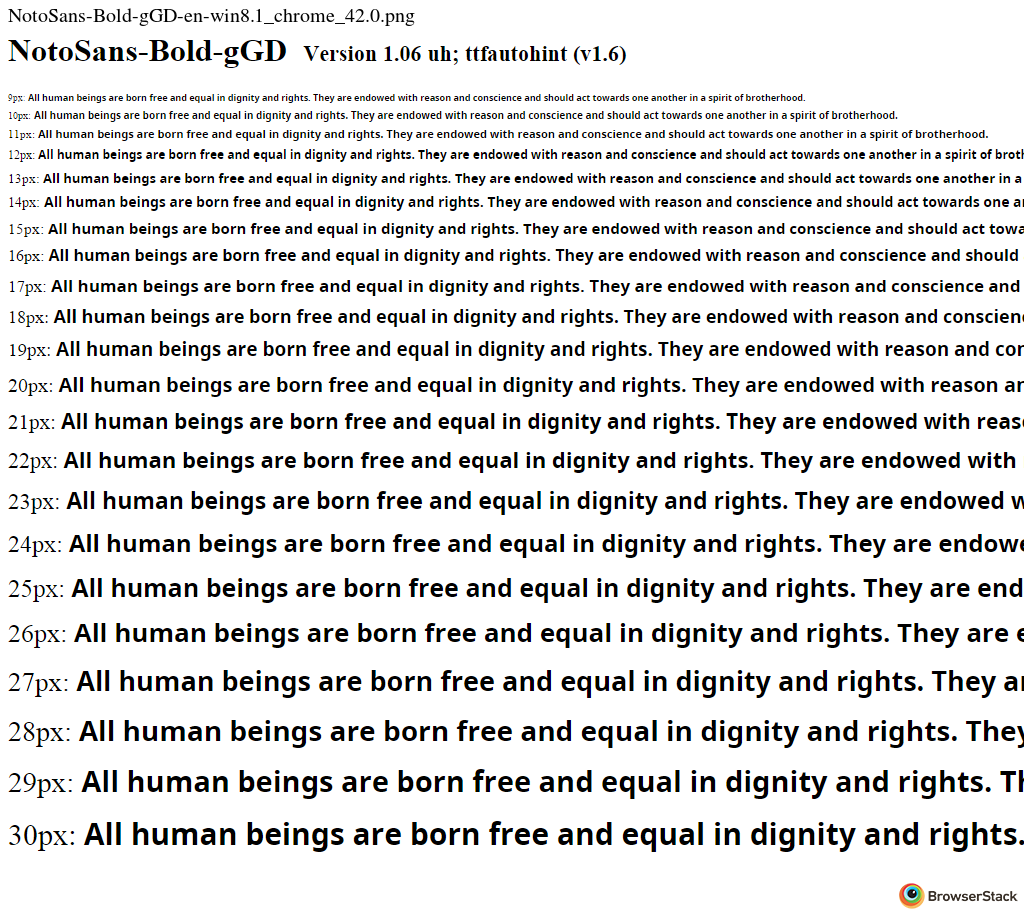 NotoSans-Bold-gGD-en-win8.1_chrome_42.0.png
NotoSans-Bold-gGD Version 1.06 uh; ttfautohint (v1.6)
9px: All human beings are born free and equal in dignity and rights. They are endowed with reason and conscience and should act towards one another in a spirit of brotherhood.
10px: All human beings are born free and equal in dignity and rights. They are endowed with reason and conscience and should act towards one another in a spirit of brotherhood.
11px: All human beings are born free and equal in dignity and rights. They are endowed with reason and conscience and should act towards one another in a spirit of brotherhood.
12px: All human beings are born free and equal in dignity and rights. They are endowed with reason and conscience and should act towards one another in a spirit of broth
13px: All human beings are born free and equal in dignity and rights. They are endowed with reason and conscience and should act towards one another in a
14px: All human beings are born free and equal in dignity and rights. They are endowed with reason and conscience and should act towards one a
15px: All human beings are born free and equal in dignity and rights. They are endowed with reason and conscience and should act towa
16px: All human beings are born free and equal in dignity and rights. They are endowed with reason and conscience and should
17px: All human beings are born free and equal in dignity and rights. They are endowed with reason and conscience and
18px: All human beings are born free and equal in dignity and rights. They are endowed with reason and conscien
19px: All human beings are born free and equal in dignity and rights. They are endowed with reason and cor
20px: All human beings are born free and equal in dignity and rights. They are endowed with reason ar
21px: All human beings are born free and equal in dignity and rights. They are endowed with reas
22px: All human beings are born free and equal in dignity and rights. They are endowed with
23px: All human beings are born free and equal in dignity and rights. They are endowed w
24px: All human beings are born free and equal in dignity and rights. They are endowe
25px: All human beings are born free and equal in dignity and rights. They are end
26px: All human beings are born free and equal in dignity and rights. They are e
27px: All human beings are born free and equal in dignity and rights. They ar
28px: All human beings are born free and equal in dignity and rights. They
29px: All human beings are born free and equal in dignity and rights. Th
30px: All human beings are born free and equal in dignity and rights.
BrowserStack